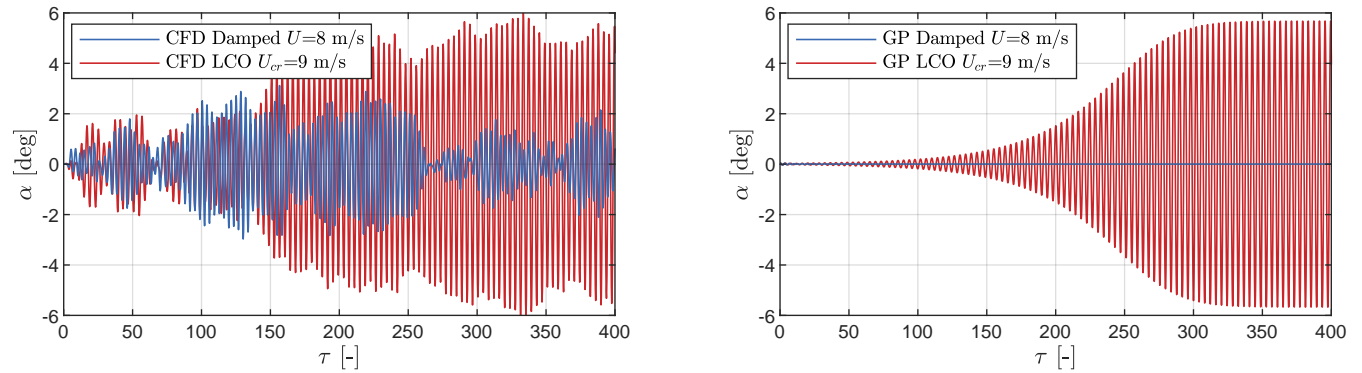 CFD Damped U=8 m/s
CFD LCO U_cr=9 m/s
α [deg]
6
4
2
0
-2
-4
-6
0 50 100 150 200 250 300 350 400
τ [-]
GP Damped U=8 m/s
GP LCO U_cr=9 m/s
α [deg]
6
4
2
0
-2
-4
-6
0 50 100 150 200 250 300 350 400
τ [-]